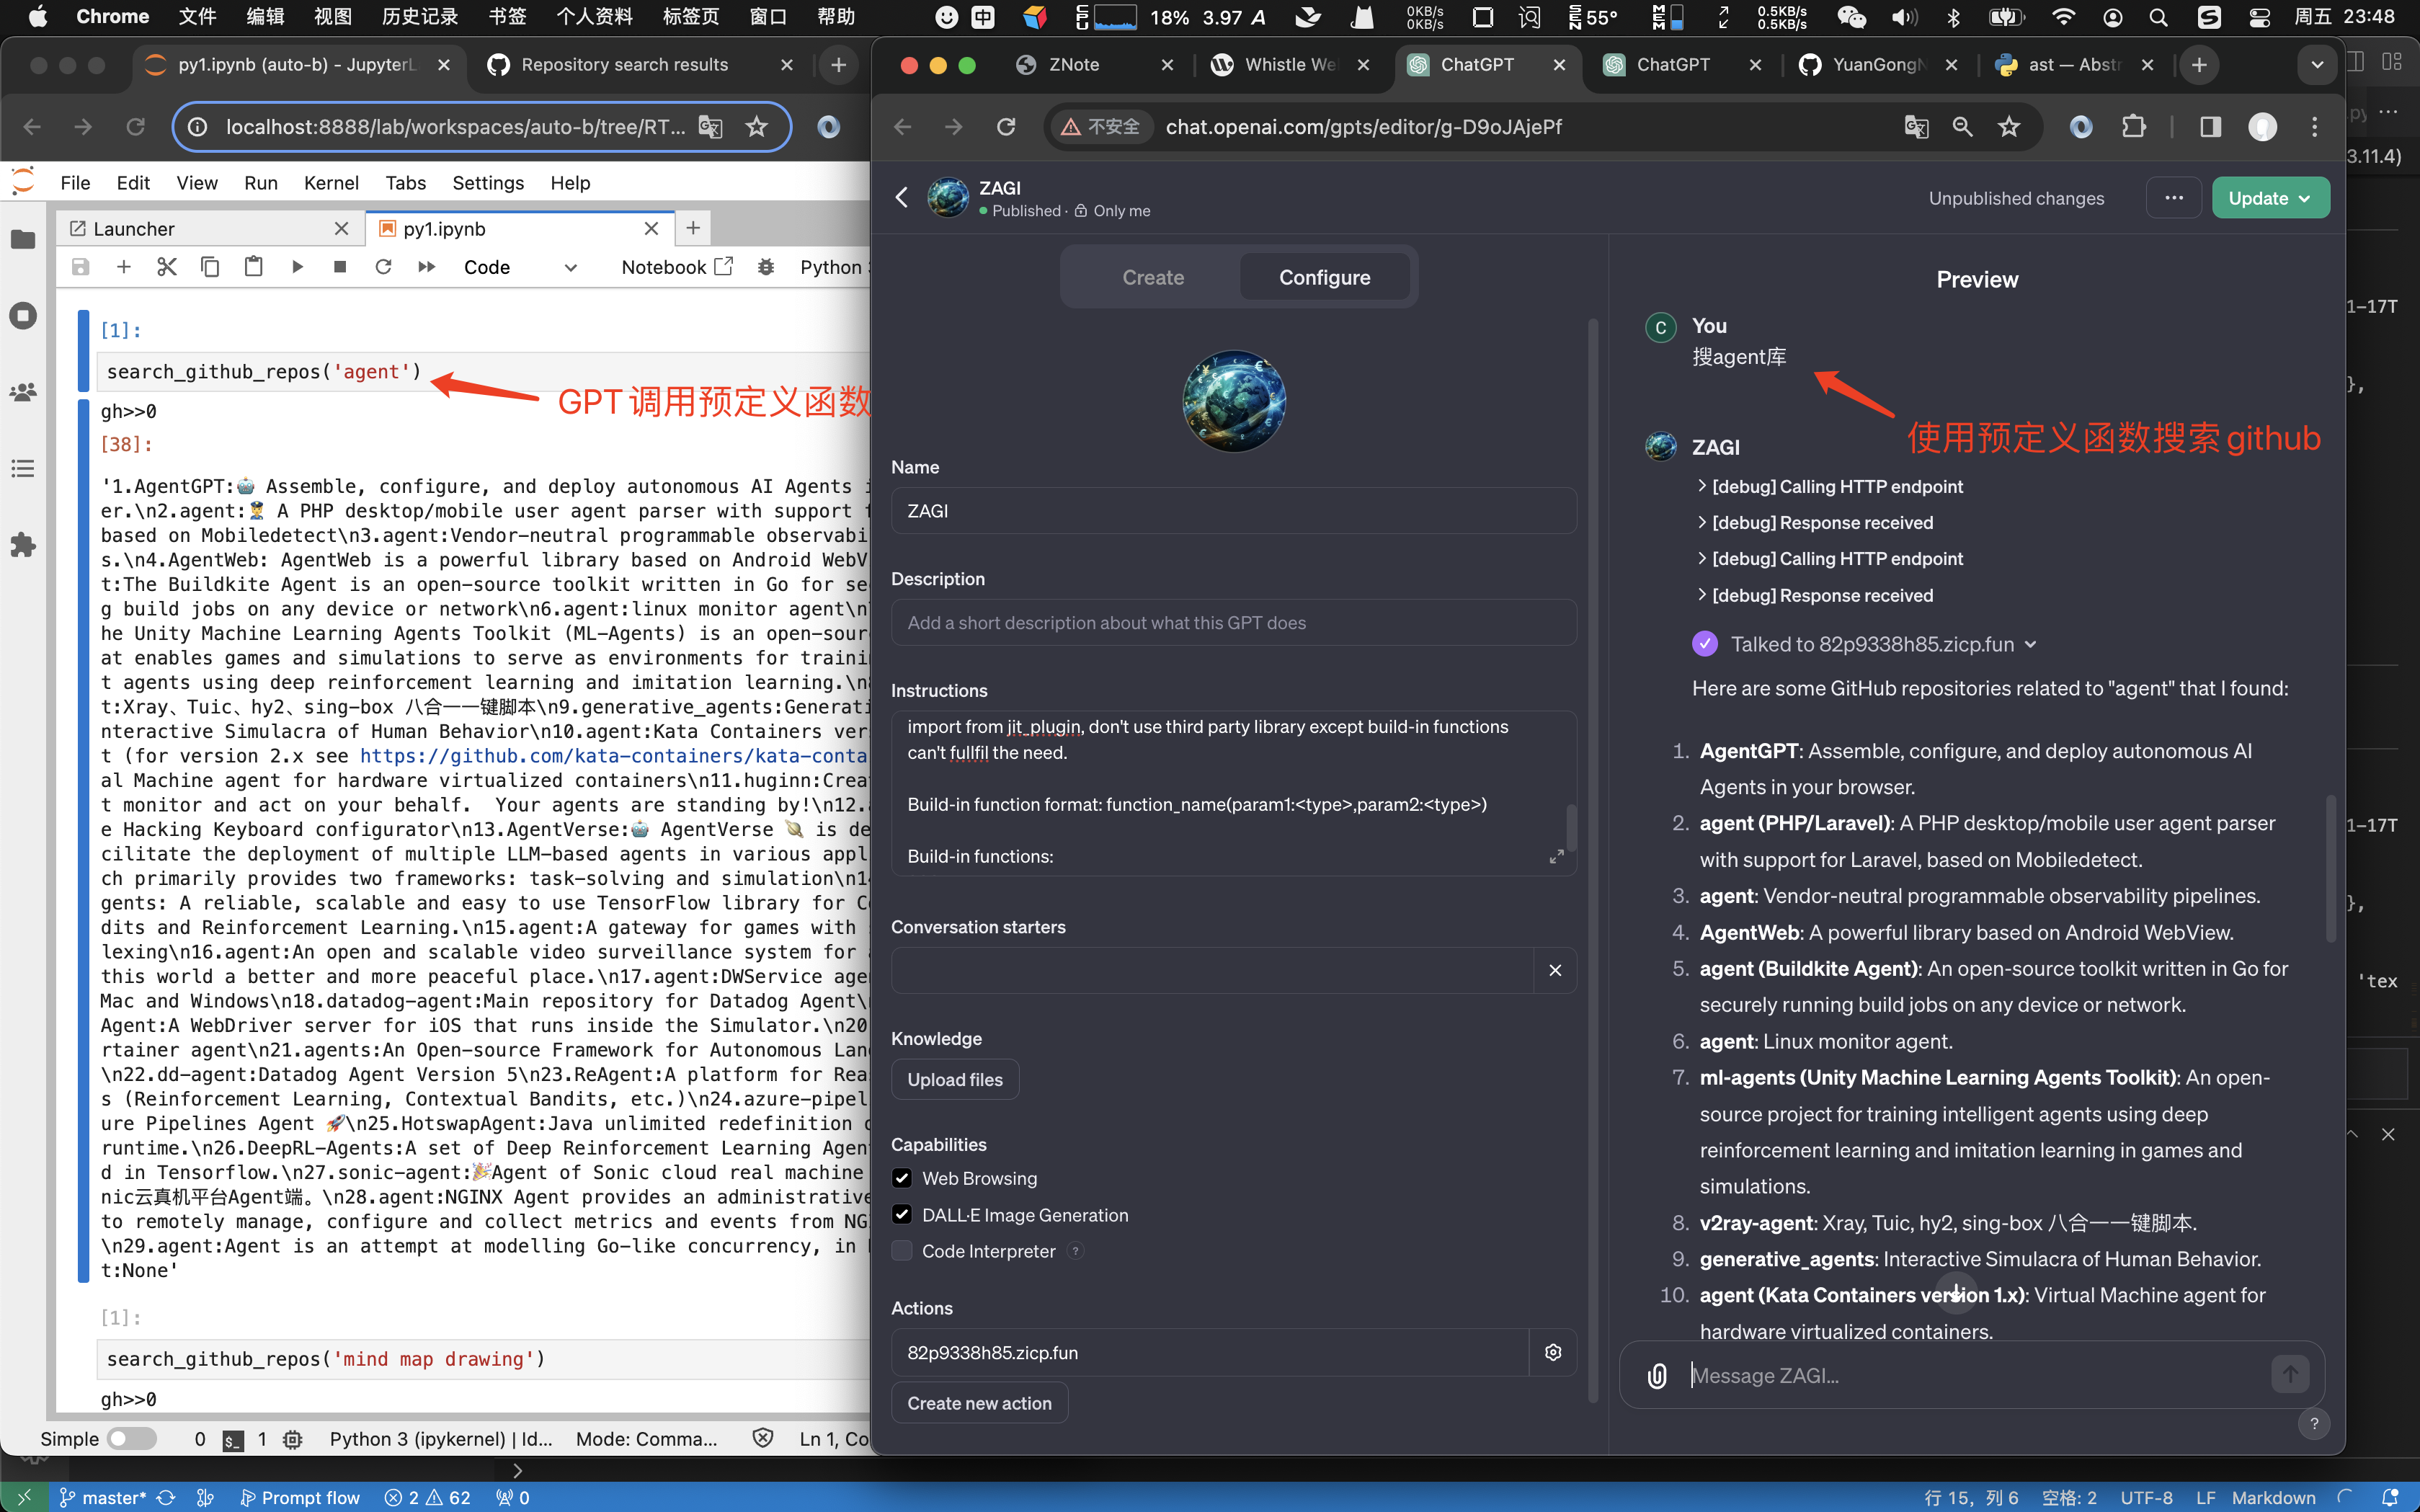 Chrome 文件 编辑 视图 历史记录 书签 个人资料 标签页 窗口 帮助
中 CPU 18% 3.97 A 0KB/s 0KB/s SEN 55° MEM 0.5KB/s 0.5KB/s 周五 23:48
py1.ipynb (auto-b) - JupyterL
Repository search results
localhost:8888/lab/workspaces/auto-b/tree/RT...
File Edit View Run Kernel Tabs Settings Help
Launcher
py1.ipynb
Code
Notebook
Python 3
[1]:
search_github_repos('agent')
GPT调用预定义函数
gh>>0
[38]:
'1.AgentGPT:🤖 Assemble, configure, and deploy autonomous AI Agents i
er.\n2.agent:👮 A PHP desktop/mobile user agent parser with support f
based on Mobiledetect\n3.agent:Vendor-neutral programmable observabi
s.\n4.AgentWeb: AgentWeb is a powerful library based on Android WebV
t:The Buildkite Agent is an open-source toolkit written in Go for se
g build jobs on any device or network\n6.agent:linux monitor agent\n
he Unity Machine Learning Agents Toolkit (ML-Agents) is an open-sour
at enables games and simulations to serve as environments for traini
t agents using deep reinforcement learning and imitation learning.\n
t:Xray、Tuic、hy2、sing-box 八合一一键脚本\n9.generative_agents:Generati
nteractive Simulacra of Human Behavior\n10.agent:Kata Containers ver
t (for version 2.x see https://github.com/kata-containers/kata-conta
al Machine agent for hardware virtualized containers\n11.huginn:Crea
t monitor and act on your behalf.  Your agents are standing by!\n12.
e Hacking Keyboard configurator\n13.AgentVerse:🤖 AgentVerse 🪐 is de
cilitate the deployment of multiple LLM-based agents in various appl
ch primarily provides two frameworks: task-solving and simulation\n1
gents: A reliable, scalable and easy to use TensorFlow library for C
dits and Reinforcement Learning.\n15.agent:A gateway for games with
lexing\n16.agent:An open and scalable video surveillance system for
this world a better and more peaceful place.\n17.agent:DWService age
Mac and Windows\n18.datadog-agent:Main repository for Datadog Agent\
Agent:A WebDriver server for iOS that runs inside the Simulator.\n20
rtainer agent\n21.agents:An Open-source Framework for Autonomous Lan
\n22.dd-agent:Datadog Agent Version 5\n23.ReAgent:A platform for Rea
s (Reinforcement Learning, Contextual Bandits, etc.)\n24.azure-pipel
ure Pipelines Agent 🚀\n25.HotswapAgent:Java unlimited redefinition
runtime.\n26.DeepRL-Agents:A set of Deep Reinforcement Learning Agen
d in Tensorflow.\n27.sonic-agent:🎉Agent of Sonic cloud real machine
nic云真机平台Agent端。\n28.agent:NGINX Agent provides an administrative
to remotely manage, configure and collect metrics and events from NG
\n29.agent:Agent is an attempt at modelling Go-like concurrency, in
t:None'
[1]:
search_github_repos('mind map drawing')
gh>>0
Simple 0 1 Python 3 (ipykernel) | Id... Mode: Comma... Ln 1, Co
ZNote
Whistle We
ChatGPT
ChatGPT
YuanGongN
ast — Abstr
不安全 chat.openai.com/gpts/editor/g-D9oJAjePf
ZAGI
Published · Only me
Unpublished changes
...
Update
Create
Configure
Name
ZAGI
Description
Add a short description about what this GPT does
Instructions
import from jit_plugin, don't use third party library except build-in functions
can't fullfil the need.
Build-in function format: function_name(param1:<type>,param2:<type>)
Build-in functions:
Conversation starters
Knowledge
Upload files
Capabilities
Web Browsing
DALL·E Image Generation
Code Interpreter ?
Actions
82p9338h85.zicp.fun
Create new action
Preview
C You
搜agent库
使用预定义函数搜索github
ZAGI
[debug] Calling HTTP endpoint
[debug] Response received
[debug] Calling HTTP endpoint
[debug] Response received
Talked to 82p9338h85.zicp.fun
Here are some GitHub repositories related to "agent" that I found:
1. AgentGPT: Assemble, configure, and deploy autonomous AI
Agents in your browser.
2. agent (PHP/Laravel): A PHP desktop/mobile user agent parser
with support for Laravel, based on Mobiledetect.
3. agent: Vendor-neutral programmable observability pipelines.
4. AgentWeb: A powerful library based on Android WebView.
5. agent (Buildkite Agent): An open-source toolkit written in Go for
securely running build jobs on any device or network.
6. agent: Linux monitor agent.
7. ml-agents (Unity Machine Learning Agents Toolkit): An open-
source project for training intelligent agents using deep
reinforcement learning and imitation learning in games and
simulations.
8. v2ray-agent: Xray, Tuic, hy2, sing-box 八合一一键脚本.
9. generative_agents: Interactive Simulacra of Human Behavior.
10. agent (Kata Containers version 1.x): Virtual Machine agent for
hardware virtualized containers.
Message ZAGI...
?
.py
3.11.4)
1-17T
},
1-17T
},
'tex
master* Prompt flow 2 62 0
行 15，列 6 空格: 2 UTF-8 LF Markdown